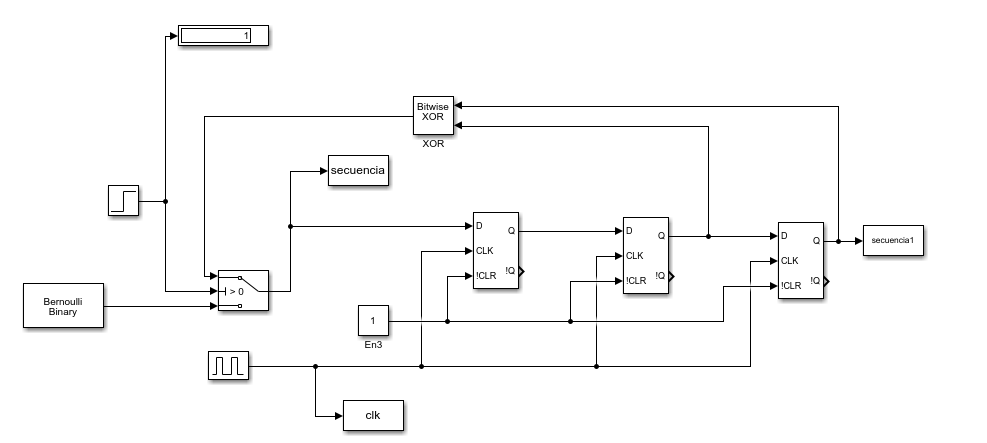 1
Bitwise
XOR
XOR
secuencia
D
Q
CLK
!CLR
!Q
D
Q
CLK
!CLR
!Q
D
Q
CLK
!CLR
!Q
secuencia1
> 0
Bernoulli
Binary
1
En3
clk